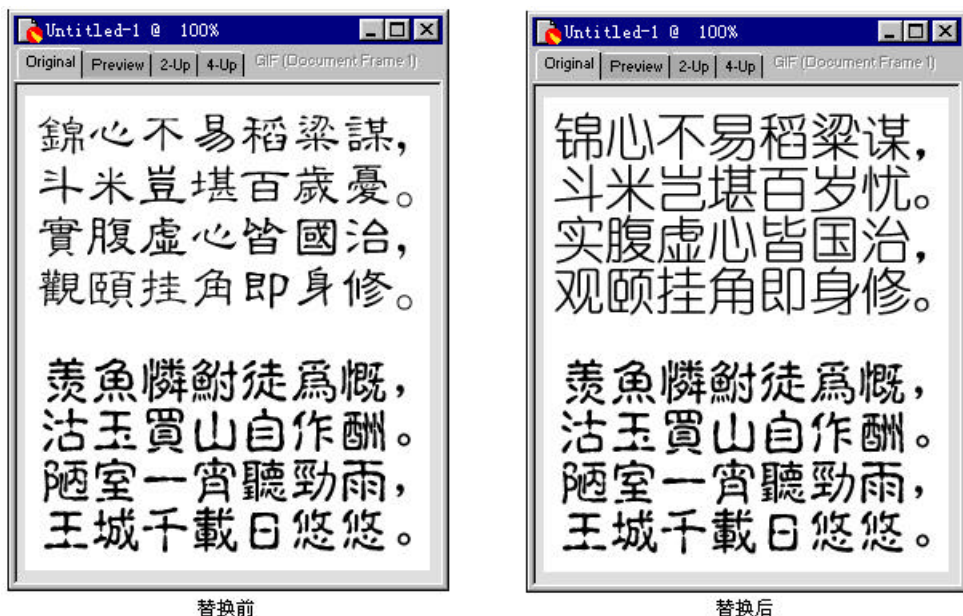 Untitled-1 @ 100%
Original Preview 2-Up 4-Up GIF (Document Frame 1)
錦心不易稻粱謀,
斗米豈堪百歲憂。
實腹虛心皆國治,
觀頤挂角即身修。
羨魚憐鮒徒爲慨,
沽玉買山自作酬。
陋室一宵聽勁雨,
王城千載日悠悠。
替换前
Untitled-1 @ 100%
Original Preview 2-Up 4-Up GIF (Document Frame 1)
锦心不易稻粱谋,
斗米岂堪百岁忧。
实腹虚心皆国治,
观颐挂角即身修。
羨魚憐鮒徒爲慨,
沽玉買山自作酬。
陋室一宵聽勁雨,
王城千載日悠悠。
替换后